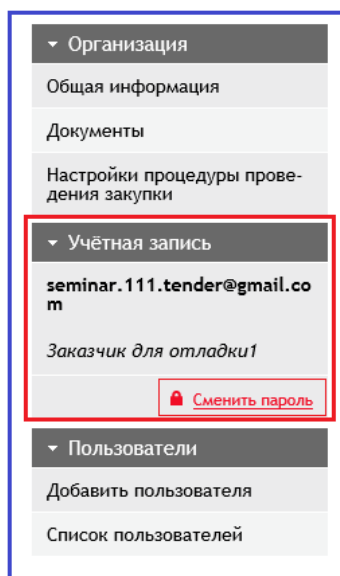 Организация
Общая информация
Документы
Настройки процедуры прове-
дения закупки
Учётная запись
seminar.111.tender@gmail.co
m
Заказчик для отладки1
Сменить пароль
Пользователи
Добавить пользователя
Список пользователей